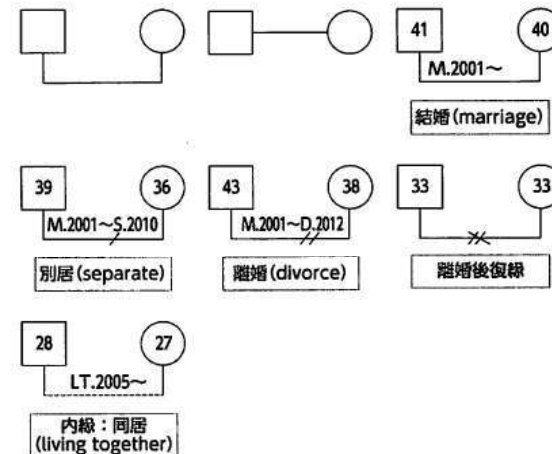 41
40
M.2001～
結婚(marriage)
39
36
43
38
33
33
M.2001～S.2010
M.2001～D.2012
別居(separate)
離婚(divorce)
離婚後復縁
28
27
LT.2005～
内縁：同居
(living together)